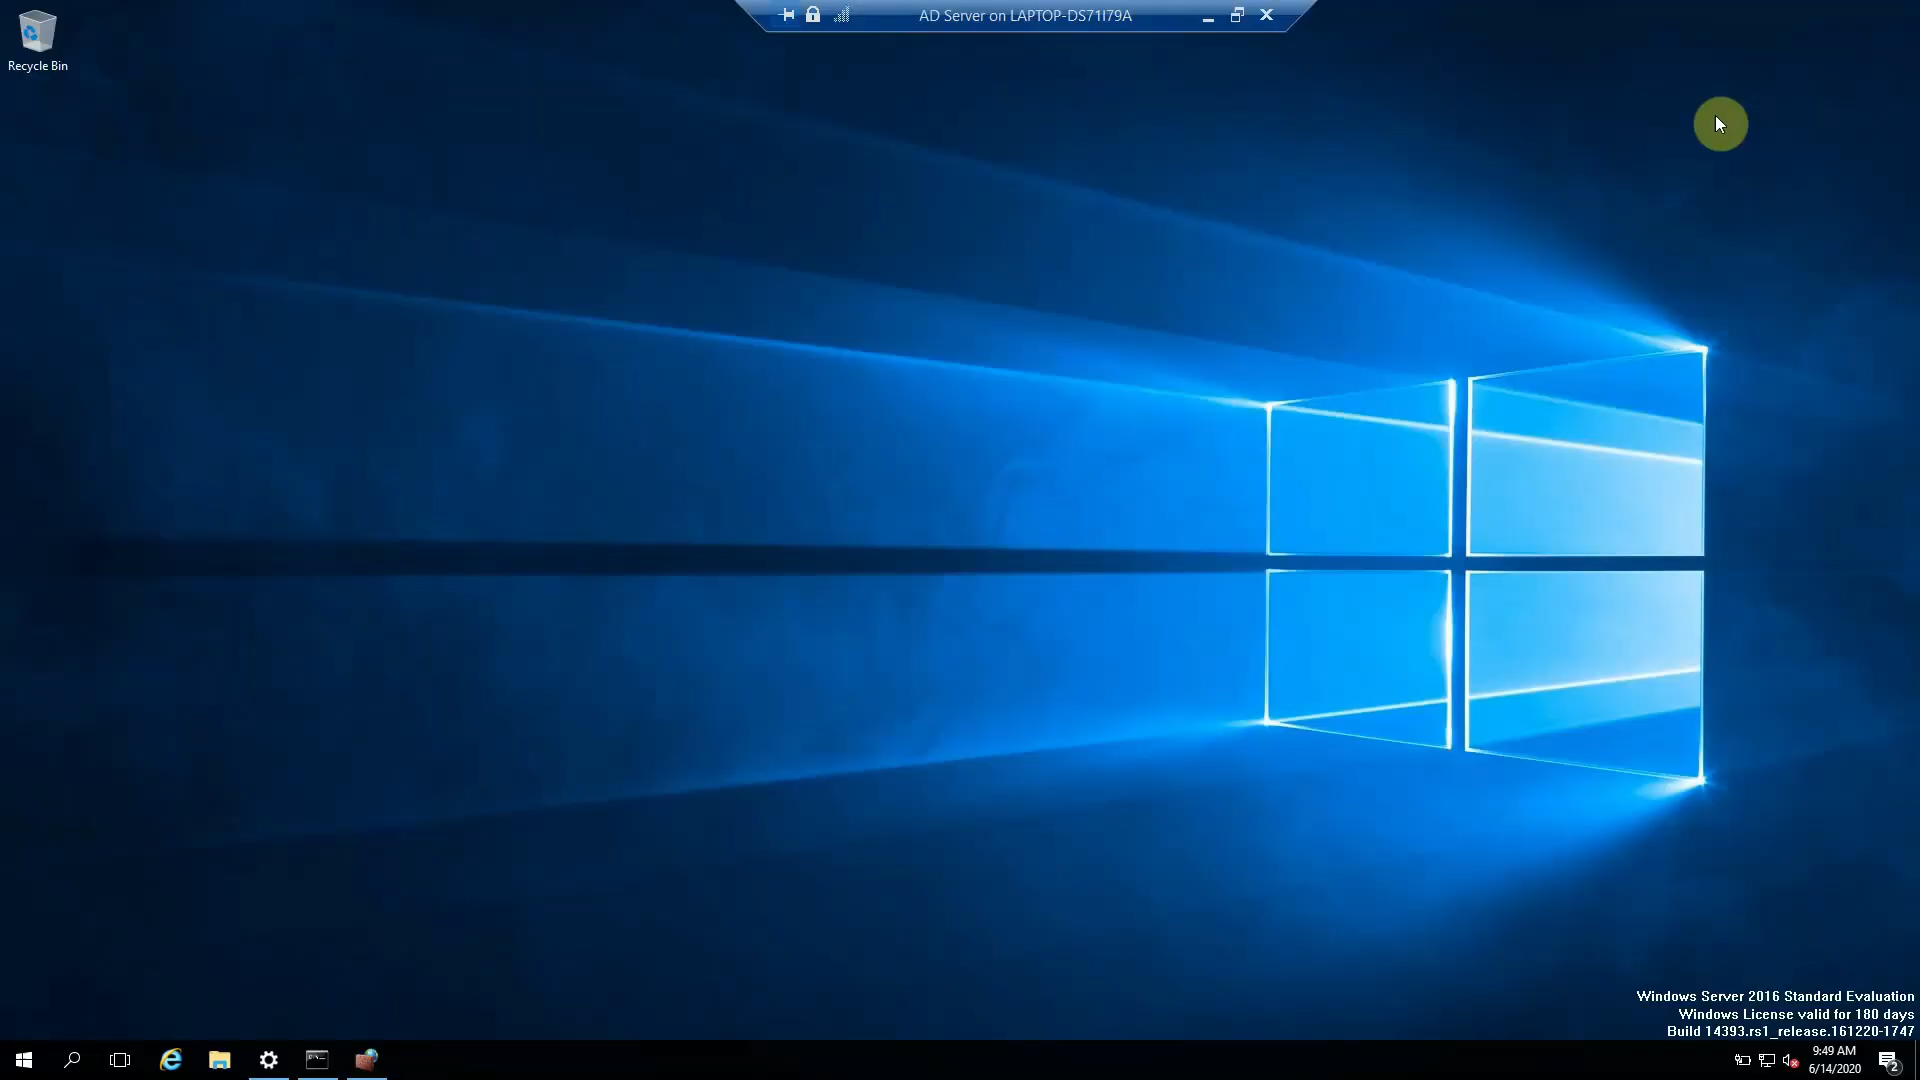 AD Server on LAPTOP-DS71I79A
Recycle Bin
Windows Server 2016 Standard Evaluation
Windows License valid for 180 days
Build 14393.rs1_release.161220-1747
9:49 AM
6/14/2020
2